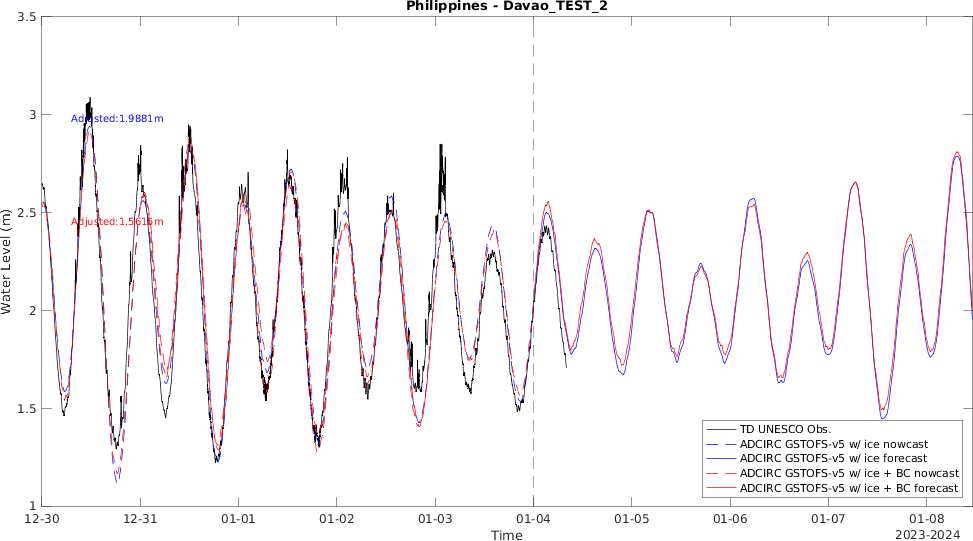 Philippines - Davao_TEST_2
3.5
3
2.5
2
1.5
1
Water Level (m)
Adjusted:1.9881m
Adjusted:1.5615m
TD UNESCO Obs.
ADCIRC GSTOFS-v5 w/ ice nowcast
ADCIRC GSTOFS-v5 w/ ice forecast
ADCIRC GSTOFS-v5 w/ ice + BC nowcast
ADCIRC GSTOFS-v5 w/ ice + BC forecast
12-30 12-31 01-01 01-02 01-03 01-04 01-05 01-06 01-07 01-08
Time
2023-2024